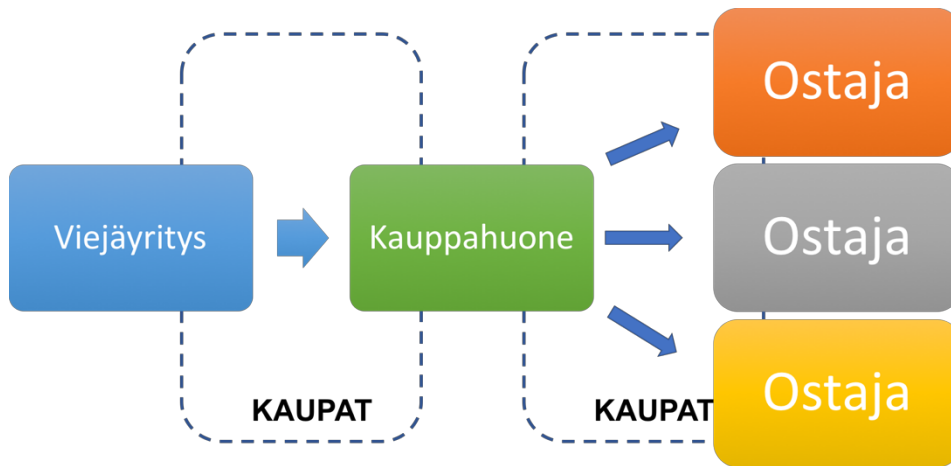 Viejäyritys
Kauppahuone
Ostaja
Ostaja
Ostaja
KAUPAT
KAUPAT